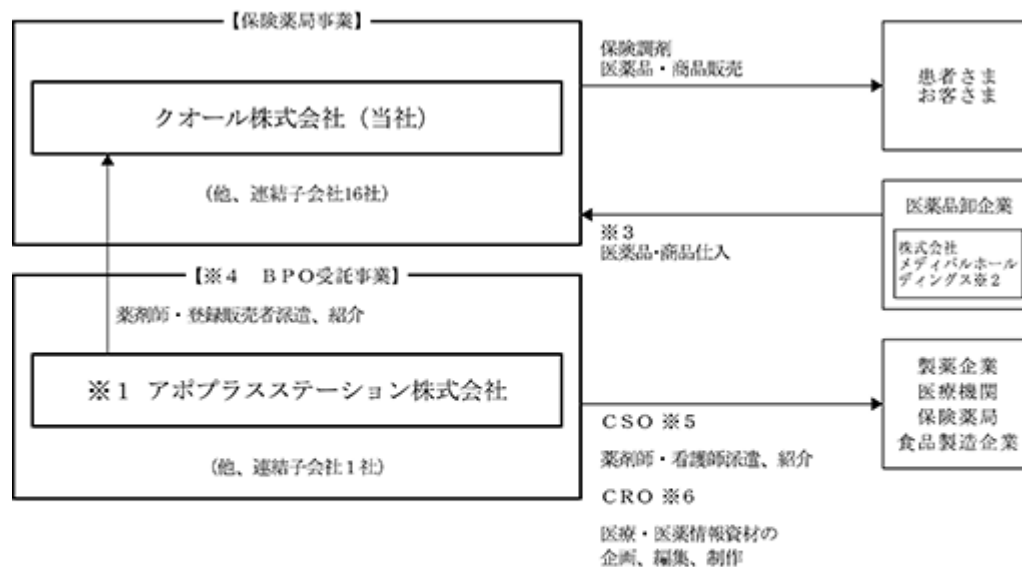 【保険薬局事業】
クオール株式会社（当社）
（他、連結子会社16社）
保険調剤
医薬品・商品販売
患者さま
お客さま
医薬品卸企業
株式会社
メディパルホール
ディングス※2
※3
医薬品・商品仕入
【※4 BPO受託事業】
薬剤師・登録販売者派遣、紹介
※1 アポプラスステーション株式会社
（他、連結子会社1社）
製薬企業
医療機関
保険薬局
食品製造企業
CSO ※5
薬剤師・看護師派遣、紹介
CRO ※6
医療・医薬情報資材の
企画、編集、制作